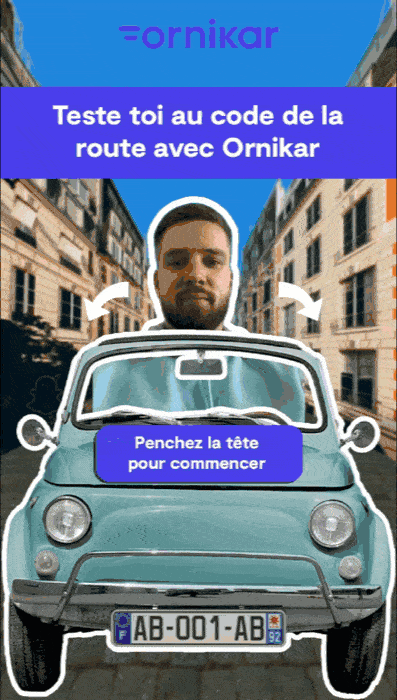 ornikar
Teste toi au code de la
route avec Ornikar
Penchez la tête
pour commencer
F
AB-001-AB
92